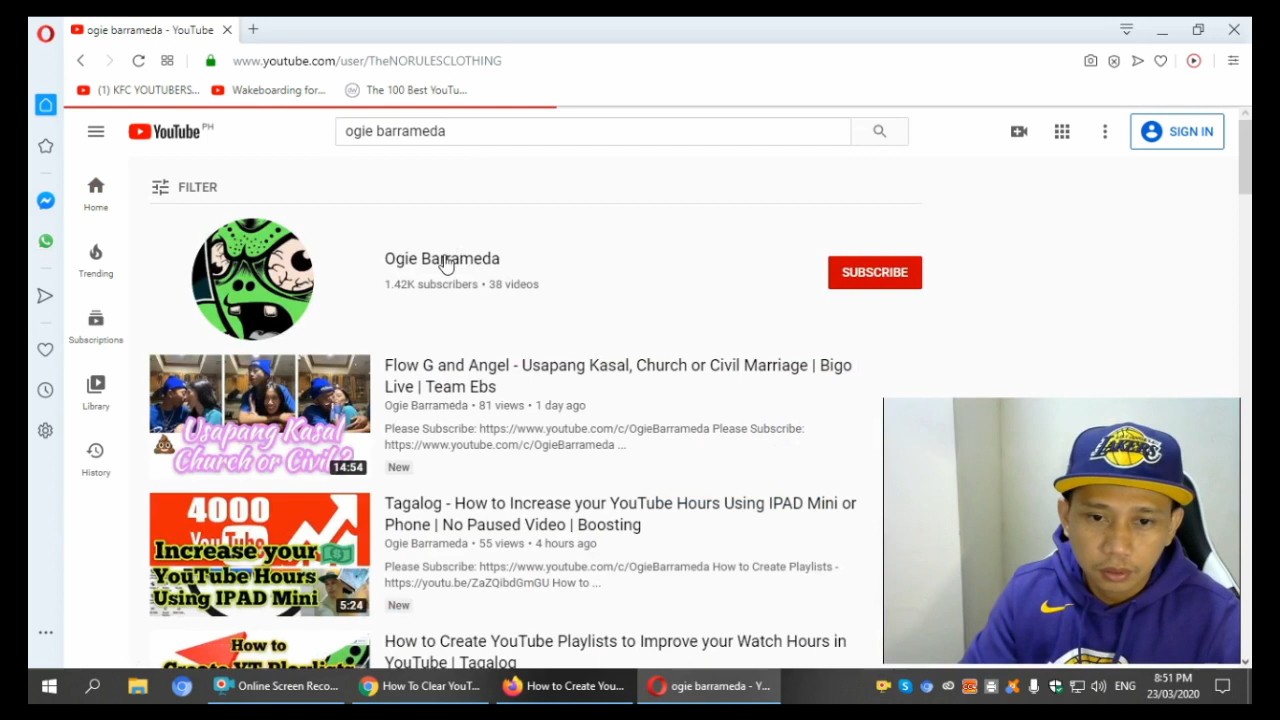 ogie barrameda - YouTube
www.youtube.com/user/TheNORULESCLOTHING
(1) KFC YOUTUBERS...
Wakeboarding for...
The 100 Best YouTu...
YouTube PH
ogie barrameda
SIGN IN
FILTER
Home
Trending
Subscriptions
Library
History
Ogie Barrameda
1.42K subscribers • 38 videos
SUBSCRIBE
Usapang Kasal
Church or Civil?
14:54
Flow G and Angel - Usapang Kasal, Church or Civil Marriage | Bigo
Live | Team Ebs
Ogie Barrameda • 81 views • 1 day ago
Please Subscribe: https://www.youtube.com/c/OgieBarrameda Please Subscribe:
https://www.youtube.com/c/OgieBarrameda ...
New
4000
YouTube
Increase your
YouTube Hours
Using IPAD Mini
5:24
Tagalog - How to Increase your YouTube Hours Using IPAD Mini or
Phone | No Paused Video | Boosting
Ogie Barrameda • 55 views • 4 hours ago
Please Subscribe: https://www.youtube.com/c/OgieBarrameda How to Create Playlists -
https://youtu.be/ZaZQibdGmGU How to ...
New
How to
Create YT Playlists
How to Create YouTube Playlists to Improve your Watch Hours in
YouTube | Tagalog
LAKERS
Online Screen Reco...
How To Clear YouT...
How to Create You...
ogie barrameda - Y...
ENG
8:51 PM
23/03/2020